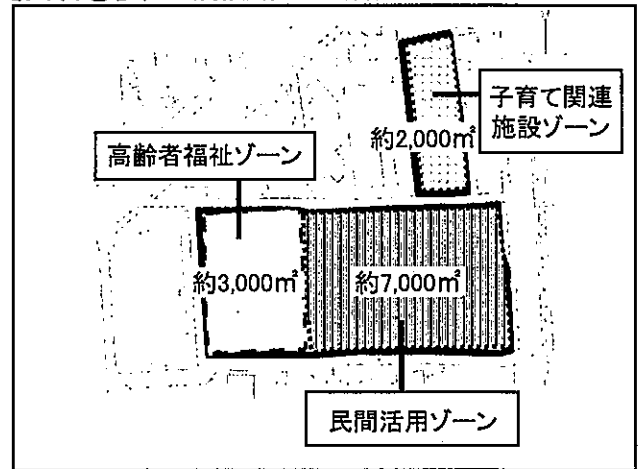 子育て関連
施設ゾーン
約2,000㎡
高齢者福祉ゾーン
約3,000㎡
約7,000㎡
民間活用ゾーン